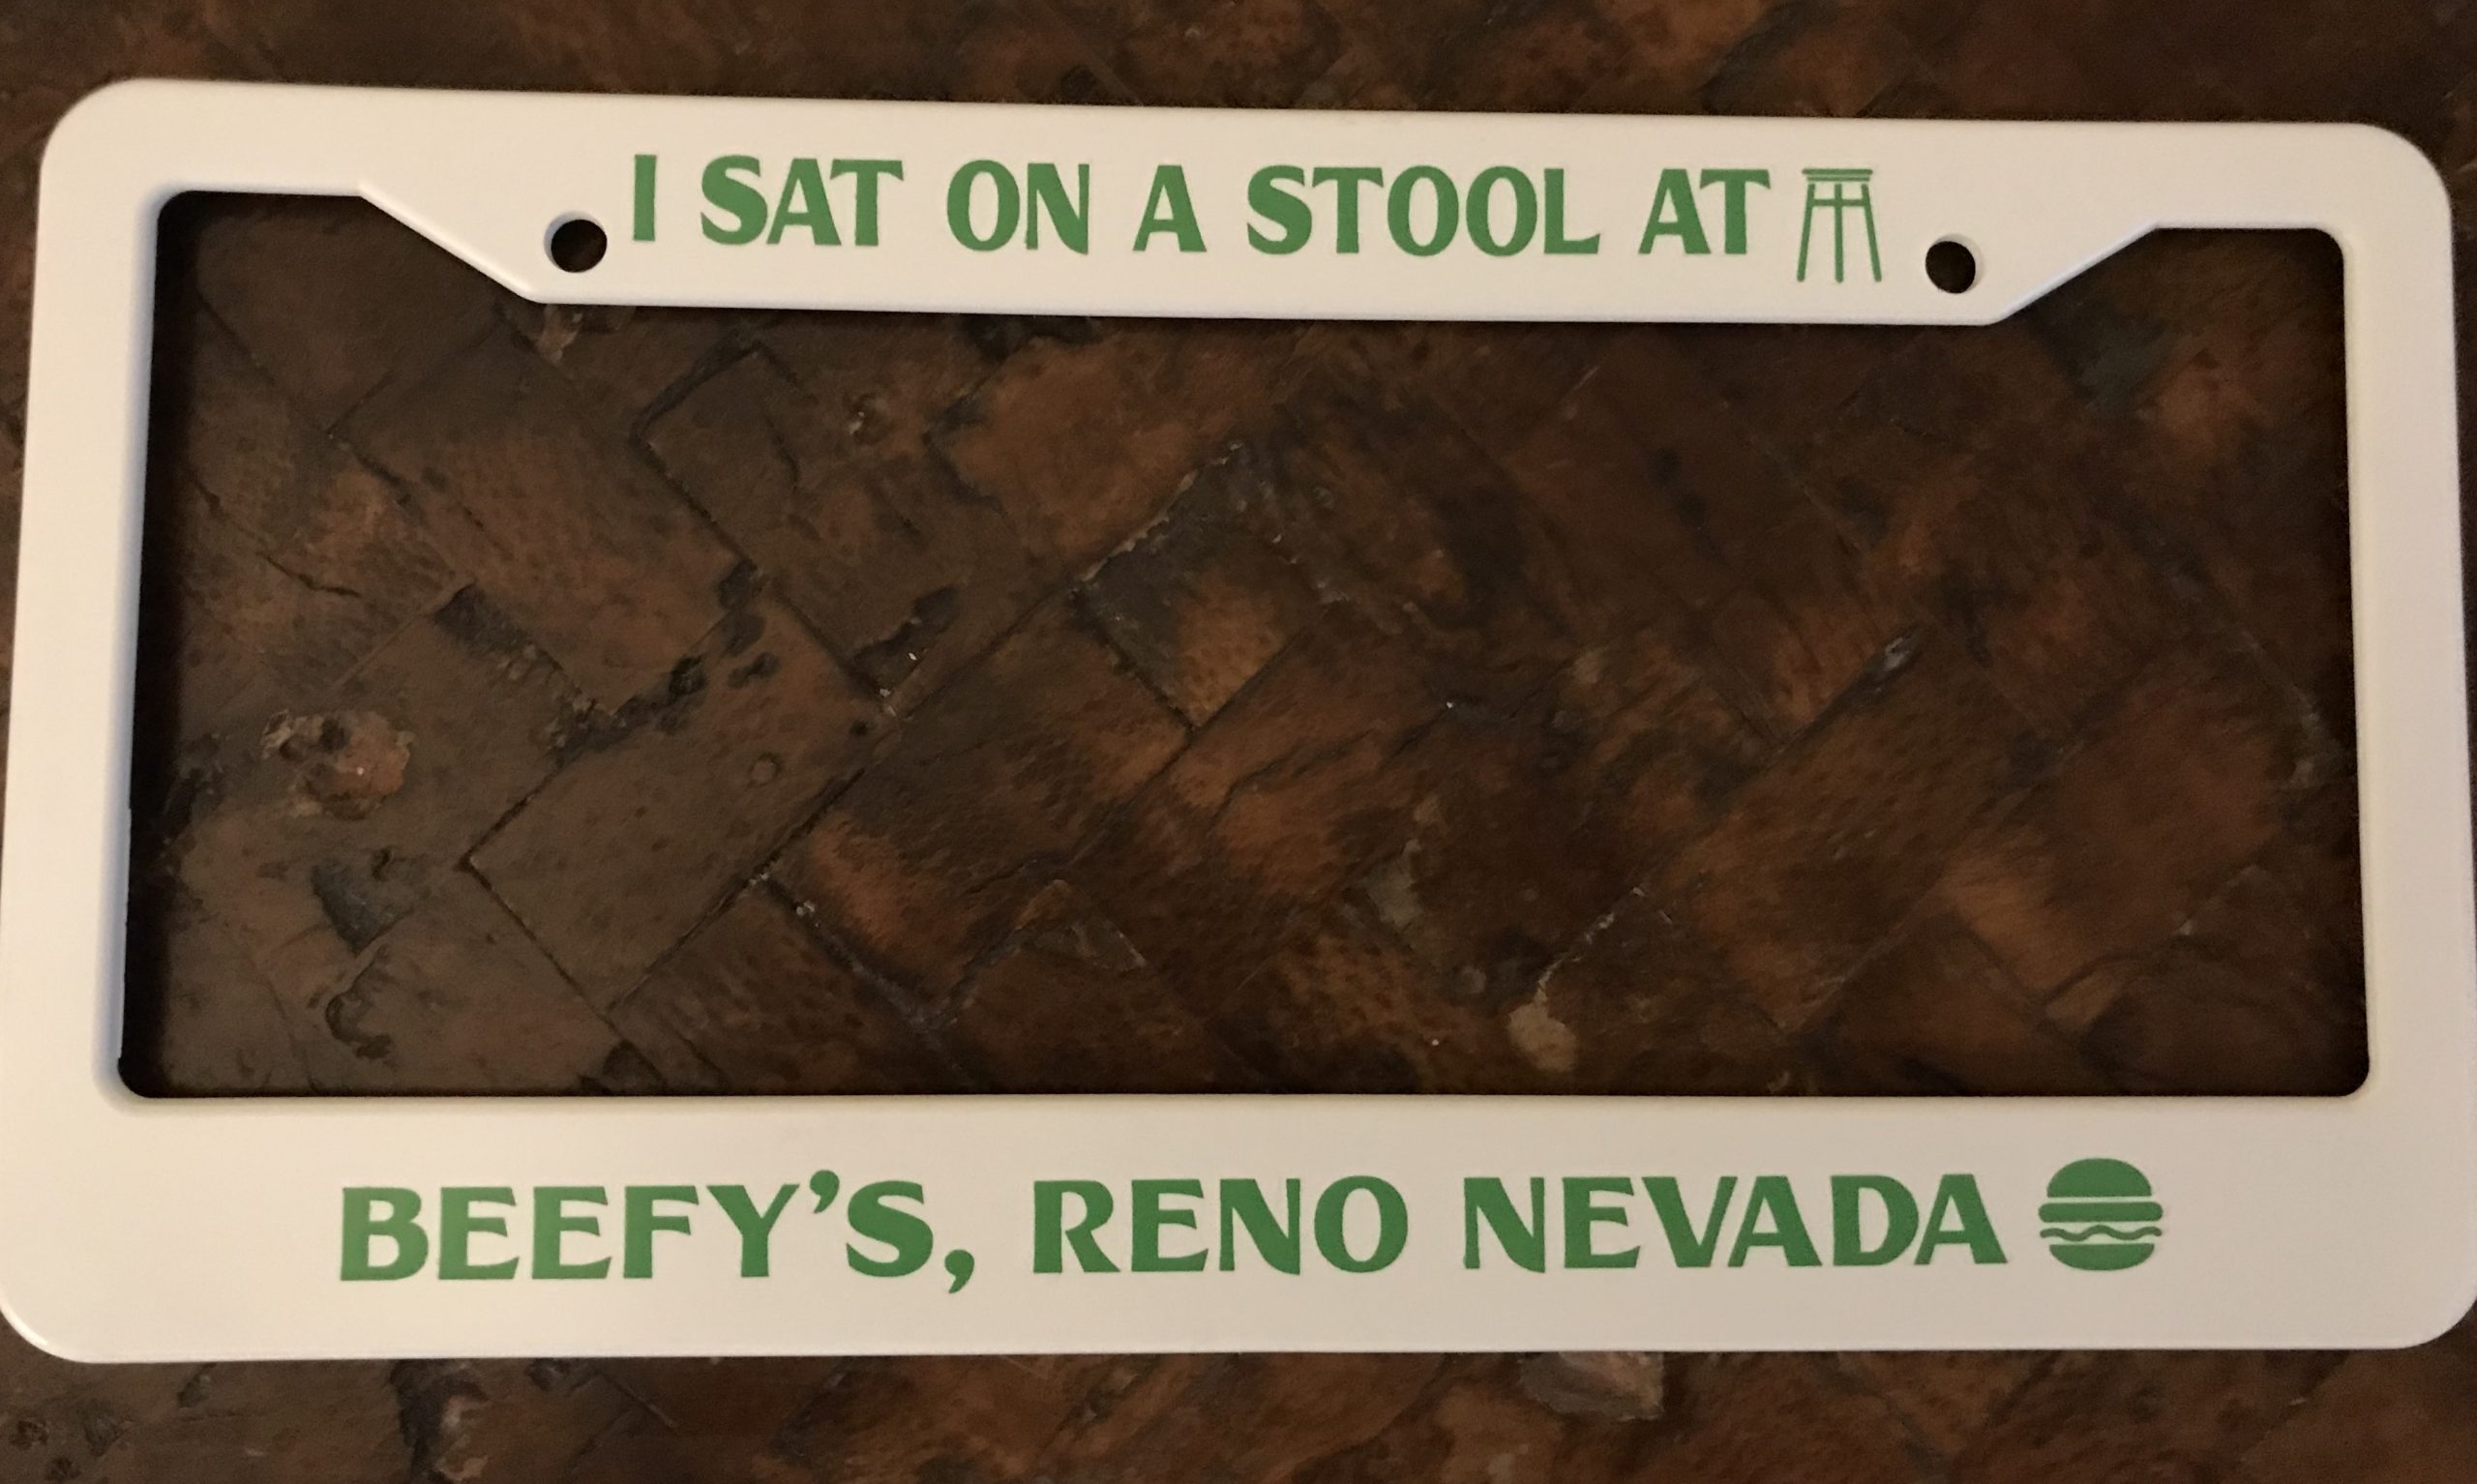 I SAT ON A STOOL AT
BEEFY'S, RENO NEVADA